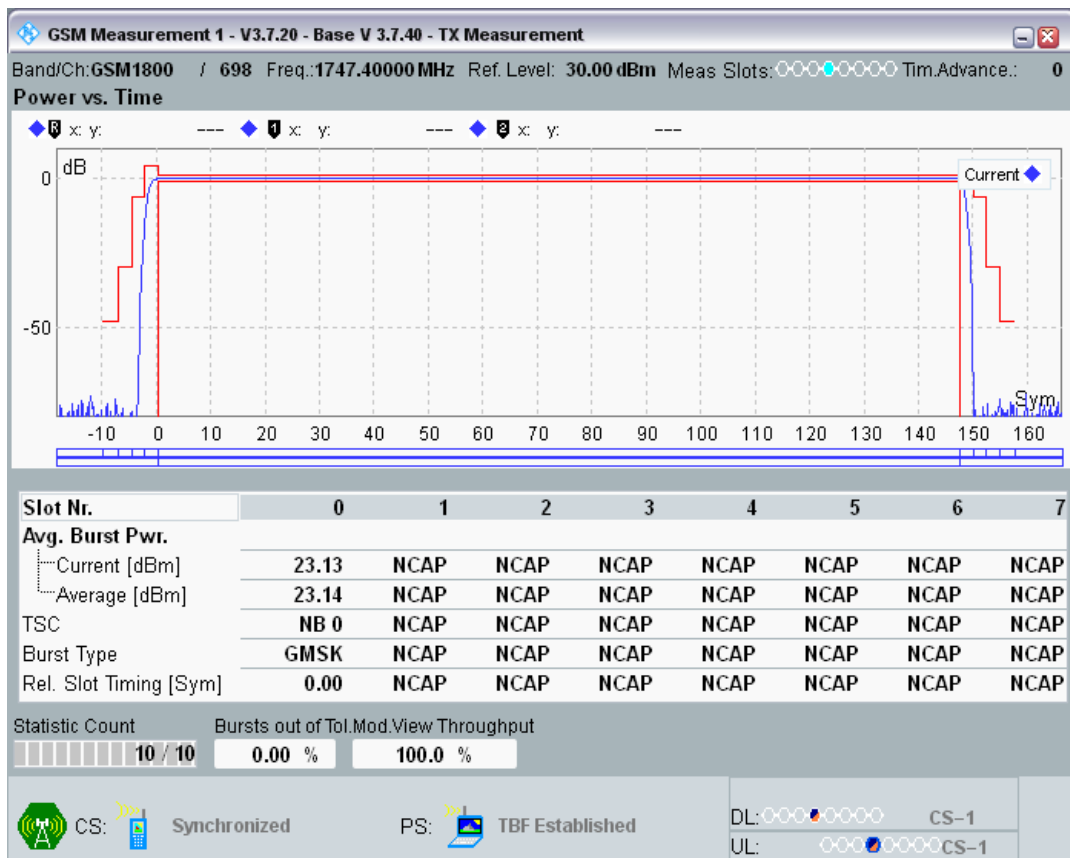 GSM Measurement 1 - V3.7.20 - Base V 3.7.40 - TX Measurement
Band/Ch:GSM1800 / 698 Freq.:1747.40000 MHz Ref. Level: 30.00 dBm Meas Slots: Tim.Advance.: 0
Power vs. Time
R x: y: --- 1 x: y: --- 2 x: y: ---
dB
0
Current
-50
Sym
-10 0 10 20 30 40 50 60 70 80 90 100 110 120 130 140 150 160
Slot Nr. 0 1 2 3 4 5 6 7
Avg. Burst Pwr.
Current [dBm] 23.13 NCAP NCAP NCAP NCAP NCAP NCAP NCAP
Average [dBm] 23.14 NCAP NCAP NCAP NCAP NCAP NCAP NCAP
TSC NB 0 NCAP NCAP NCAP NCAP NCAP NCAP NCAP
Burst Type GMSK NCAP NCAP NCAP NCAP NCAP NCAP NCAP
Rel. Slot Timing [Sym] 0.00 NCAP NCAP NCAP NCAP NCAP NCAP NCAP
Statistic Count Bursts out of Tol.Mod.View Throughput
10 / 10 0.00 % 100.0 %
CS: Synchronized PS: TBF Established
DL: CS-1
UL: CS-1